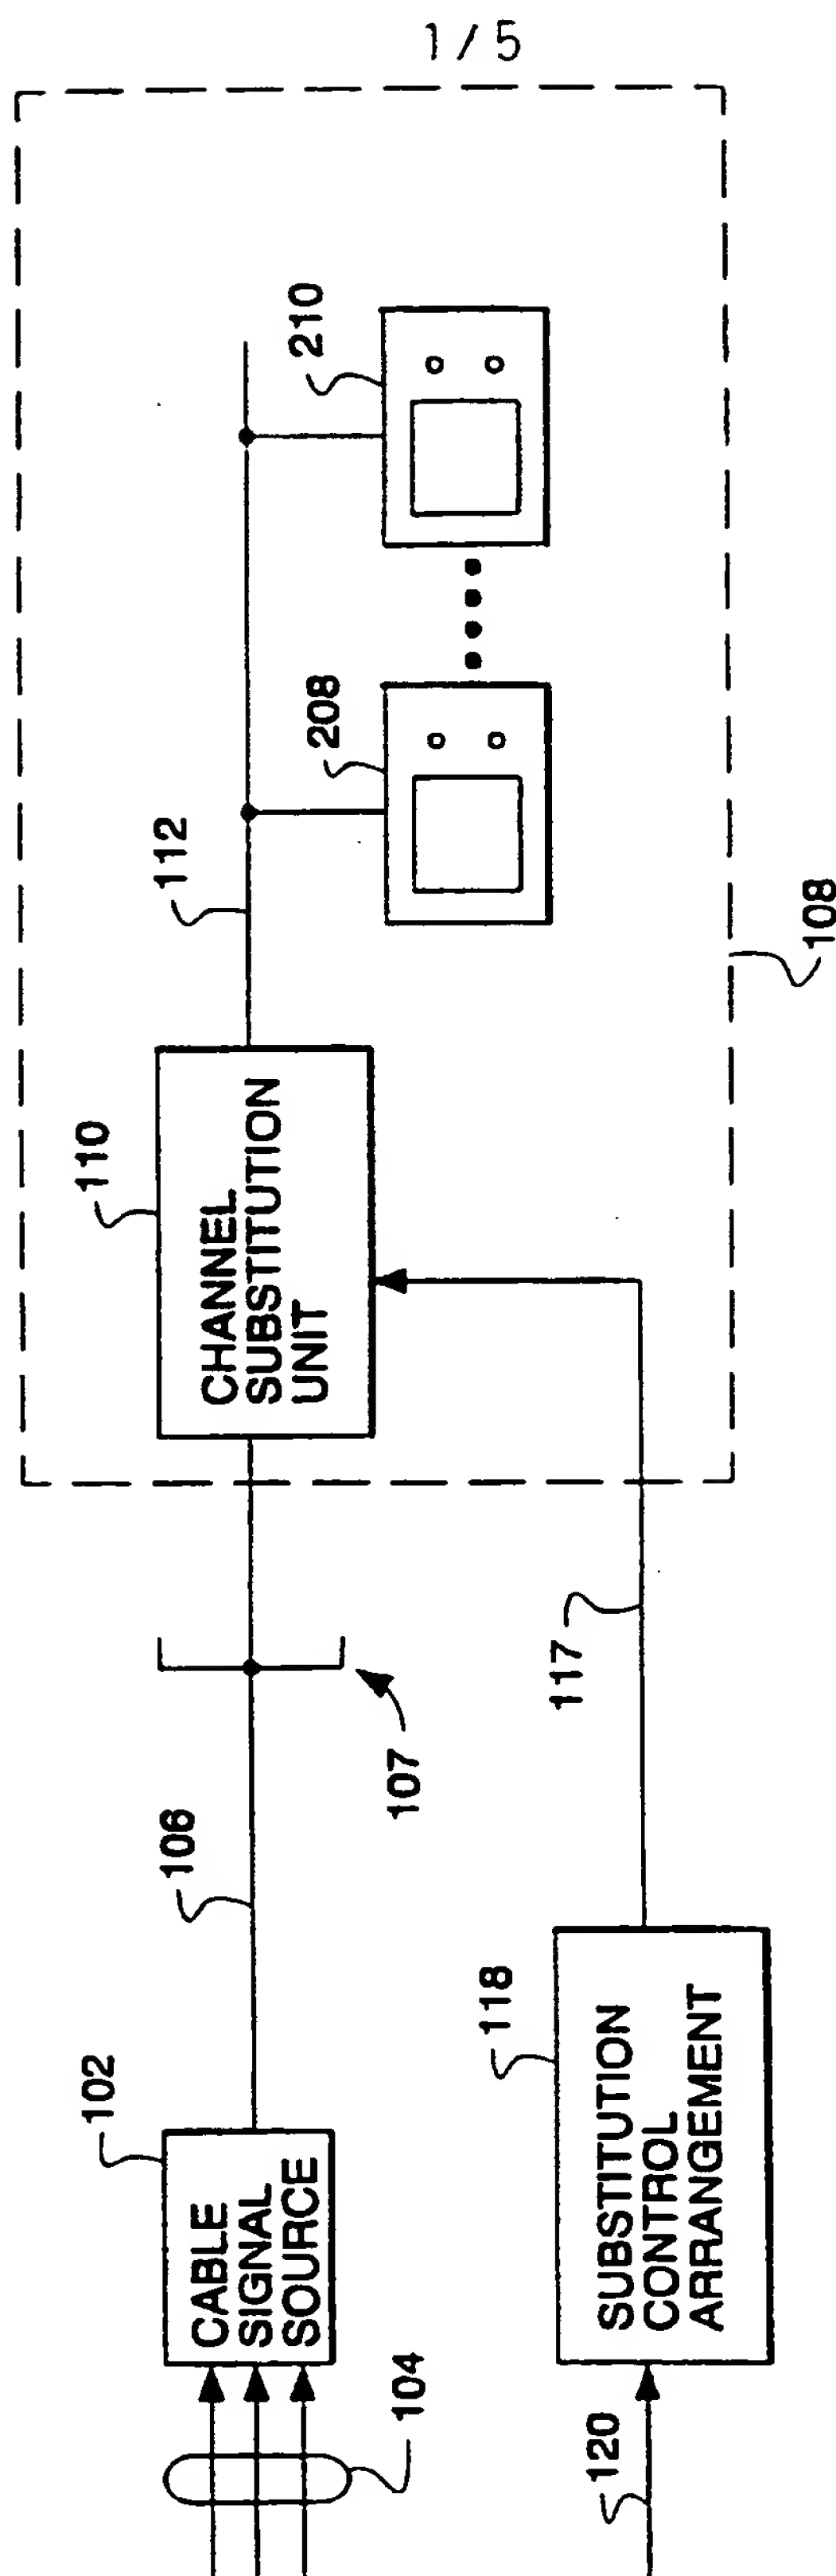 1/5
102
CABLE
SIGNAL
SOURCE
104
106
107
110
CHANNEL
SUBSTITUTION
UNIT
112
208
210
108
117
118
SUBSTITUTION
CONTROL
ARRANGEMENT
120